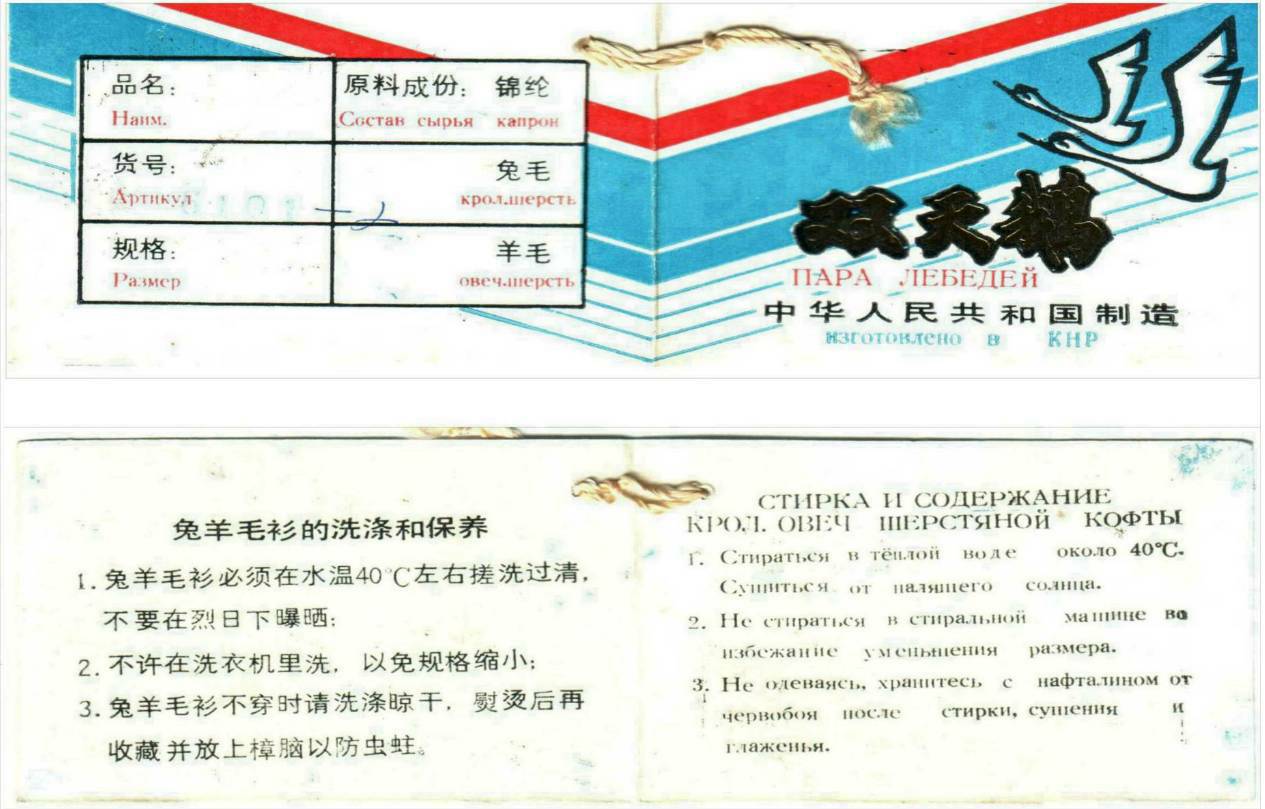 品名：
Наим.
原料成份： 锦纶
Состав сырья капрон
货号：
Артикул
兔毛
крол.шерсть
规格：
Размер
羊毛
овеч.шерсть
双天鹅
ПАРА ЛЕБЕДЕЙ
中华人民共和国制造
изготовлено в КНР
兔羊毛衫的洗涤和保养
1. 兔羊毛衫必须在水温40℃左右搓洗过清，
不要在烈日下曝晒；
2. 不许在洗衣机里洗，以免规格缩小；
3. 兔羊毛衫不穿时请洗涤晾干，熨烫后再
收藏并放上樟脑以防虫蛀。
СТИРКА И СОДЕРЖАНИЕ
КРОЛ. ОВЕЧ ШЕРСТЯНОЙ КОФТЫ
1. Стираться в тёплой воде около 40℃.
Сушиться от палящего солнца.
2. Не стираться в стиральной машине во
избежание уменьшения размера.
3. Не одеваясь, хранитесь с нафталином от
червобоя после стирки, сушения и
глаженья.